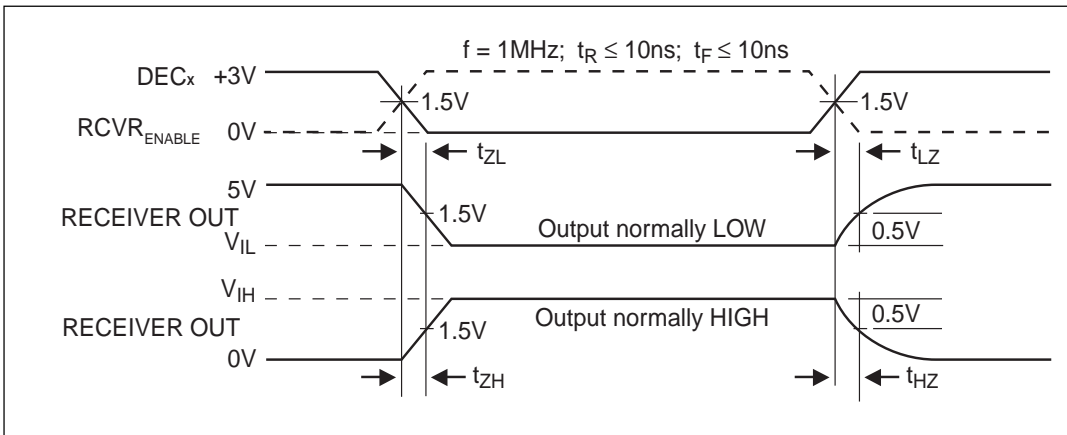 f = 1MHz; tR ≤ 10ns; tF ≤ 10ns
DECx +3V
1.5V 1.5V
RCVRENABLE 0V
tZL tLZ
5V
RECEIVER OUT 1.5V Output normally LOW 0.5V
VIL
VIH
RECEIVER OUT 1.5V Output normally HIGH 0.5V
0V
tZH tHZ